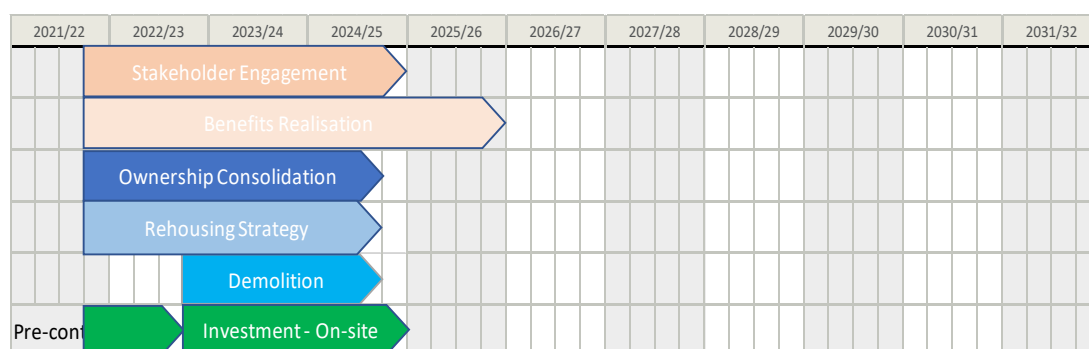 2021/22 2022/23 2023/24 2024/25 2025/26 2026/27 2027/28 2028/29 2029/30 2030/31 2031/32
Stakeholder Engagement
Benefits Realisation
Ownership Consolidation
Rehousing Strategy
Demolition
Pre-cont Investment - On-site